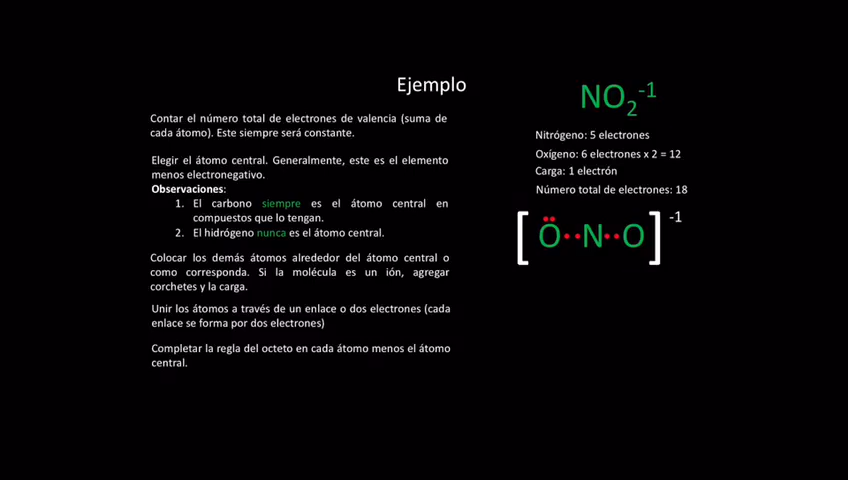 Ejemplo
Contar el número total de electrones de valencia (suma de
cada átomo). Este siempre será constante.
Elegir el átomo central. Generalmente, este es el elemento
menos electronegativo.
Observaciones:
1. El carbono siempre es el átomo central en
compuestos que lo tengan.
2. El hidrógeno nunca es el átomo central.
Colocar los demás átomos alrededor del átomo central o
como corresponda. Si la molécula es un ión, agregar
corchetes y la carga.
Unir los átomos a través de un enlace o dos electrones (cada
enlace se forma por dos electrones)
Completar la regla del octeto en cada átomo menos el átomo
central.
NO₂⁻¹
Nitrógeno: 5 electrones
Oxígeno: 6 electrones x 2 = 12
Carga: 1 electrón
Número total de electrones: 18
[Ö··N··O]⁻¹